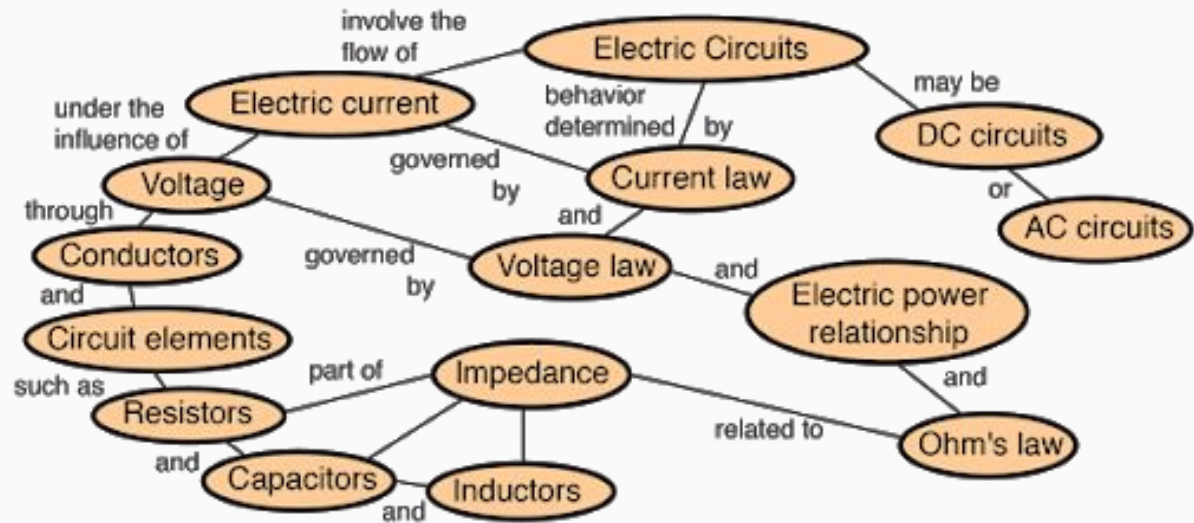 involve the
flow of
Electric Circuits
may be
under the
influence of
Electric current
behavior
determined by
DC circuits
governed
by
Current law
or
Voltage
and
AC circuits
through
Conductors
governed
by
Voltage law
and
Electric power
relationship
and
Circuit elements
and
such as
part of
Impedance
Resistors
related to
Ohm's law
and
Capacitors
and
Inductors